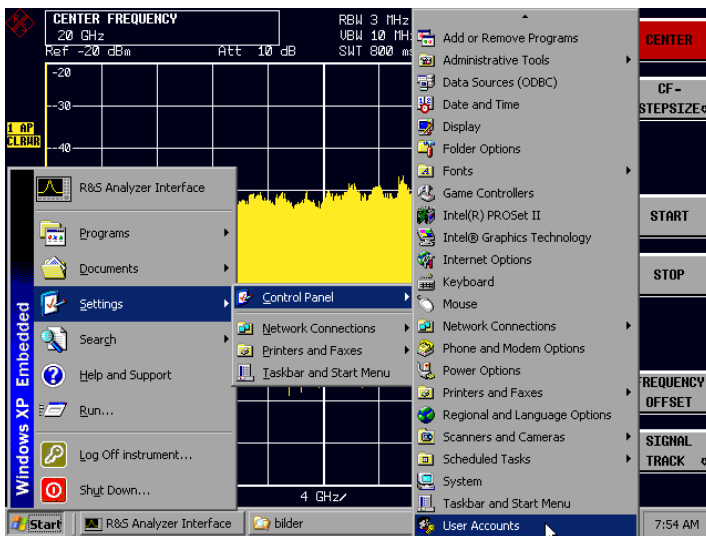 CENTER FREQUENCY
20 GHz
Ref -20 dBm
Att 10 dB
RBW 3 MHz
VBW 10 MHz
SWT 800 ms
-20
-30
-40
1 AP
CLRWR
4 GHz/
R&S Analyzer Interface
Programs
Documents
Settings
Search
Help and Support
Run...
Log Off instrument...
Shut Down...
Windows XP Embedded
Control Panel
Network Connections
Printers and Faxes
Taskbar and Start Menu
Add or Remove Programs
Administrative Tools
Data Sources (ODBC)
Date and Time
Display
Folder Options
Fonts
Game Controllers
Intel(R) PROSet II
Intel® Graphics Technology
Internet Options
Keyboard
Mouse
Network Connections
Phone and Modem Options
Power Options
Printers and Faxes
Regional and Language Options
Scanners and Cameras
Scheduled Tasks
System
Taskbar and Start Menu
User Accounts
CENTER
CF-
STEPSIZE
START
STOP
FREQUENCY
OFFSET
SIGNAL
TRACK
Start
R&S Analyzer Interface
bilder
7:54 AM